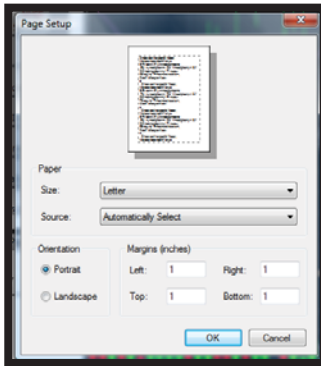 Page Setup
Paper
Size: Letter
Source: Automatically Select
Orientation Margins (inches)
Portrait Left: 1 Right: 1
Landscape Top: 1 Bottom: 1
OK Cancel